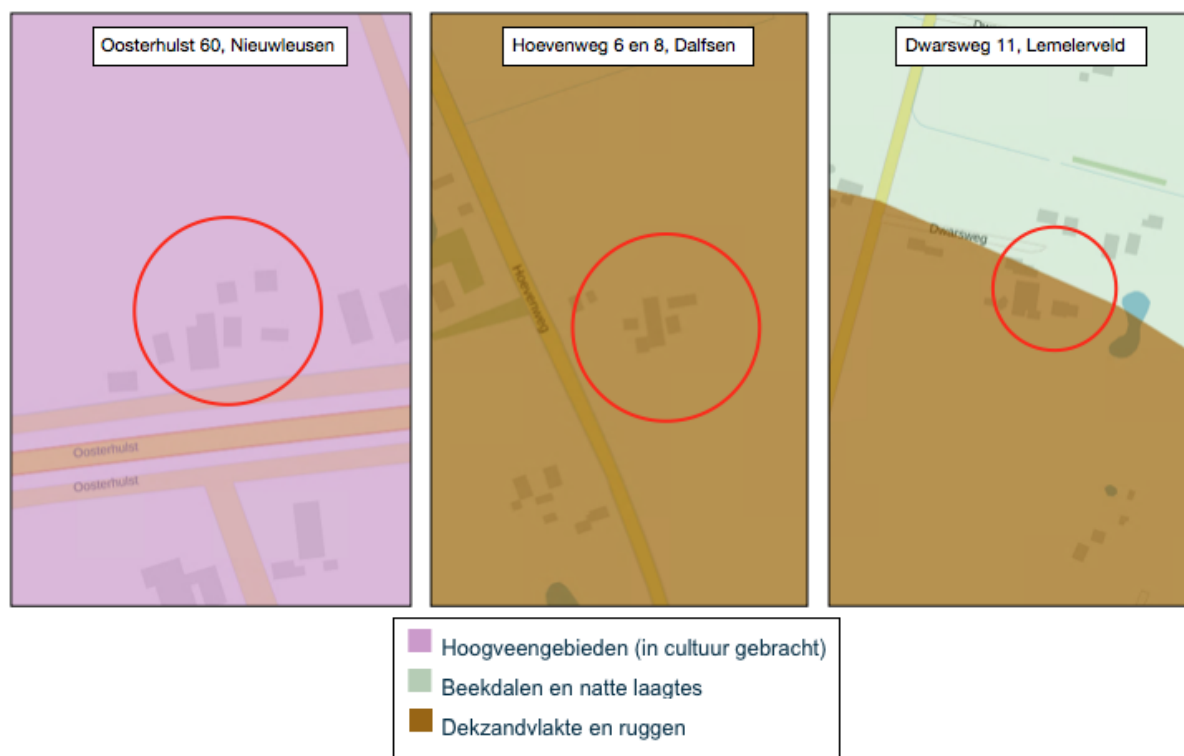 Oosterhulst 60, Nieuwleusen
Hoevenweg 6 en 8, Dalfsen
Dwarsweg 11, Lemelerveld
Hoevenweg
Dwarsweg
Oosterhulst
Oosterhulst
Hoogveengebieden (in cultuur gebracht)
Beekdalen en natte laagtes
Dekzandvlakte en ruggen